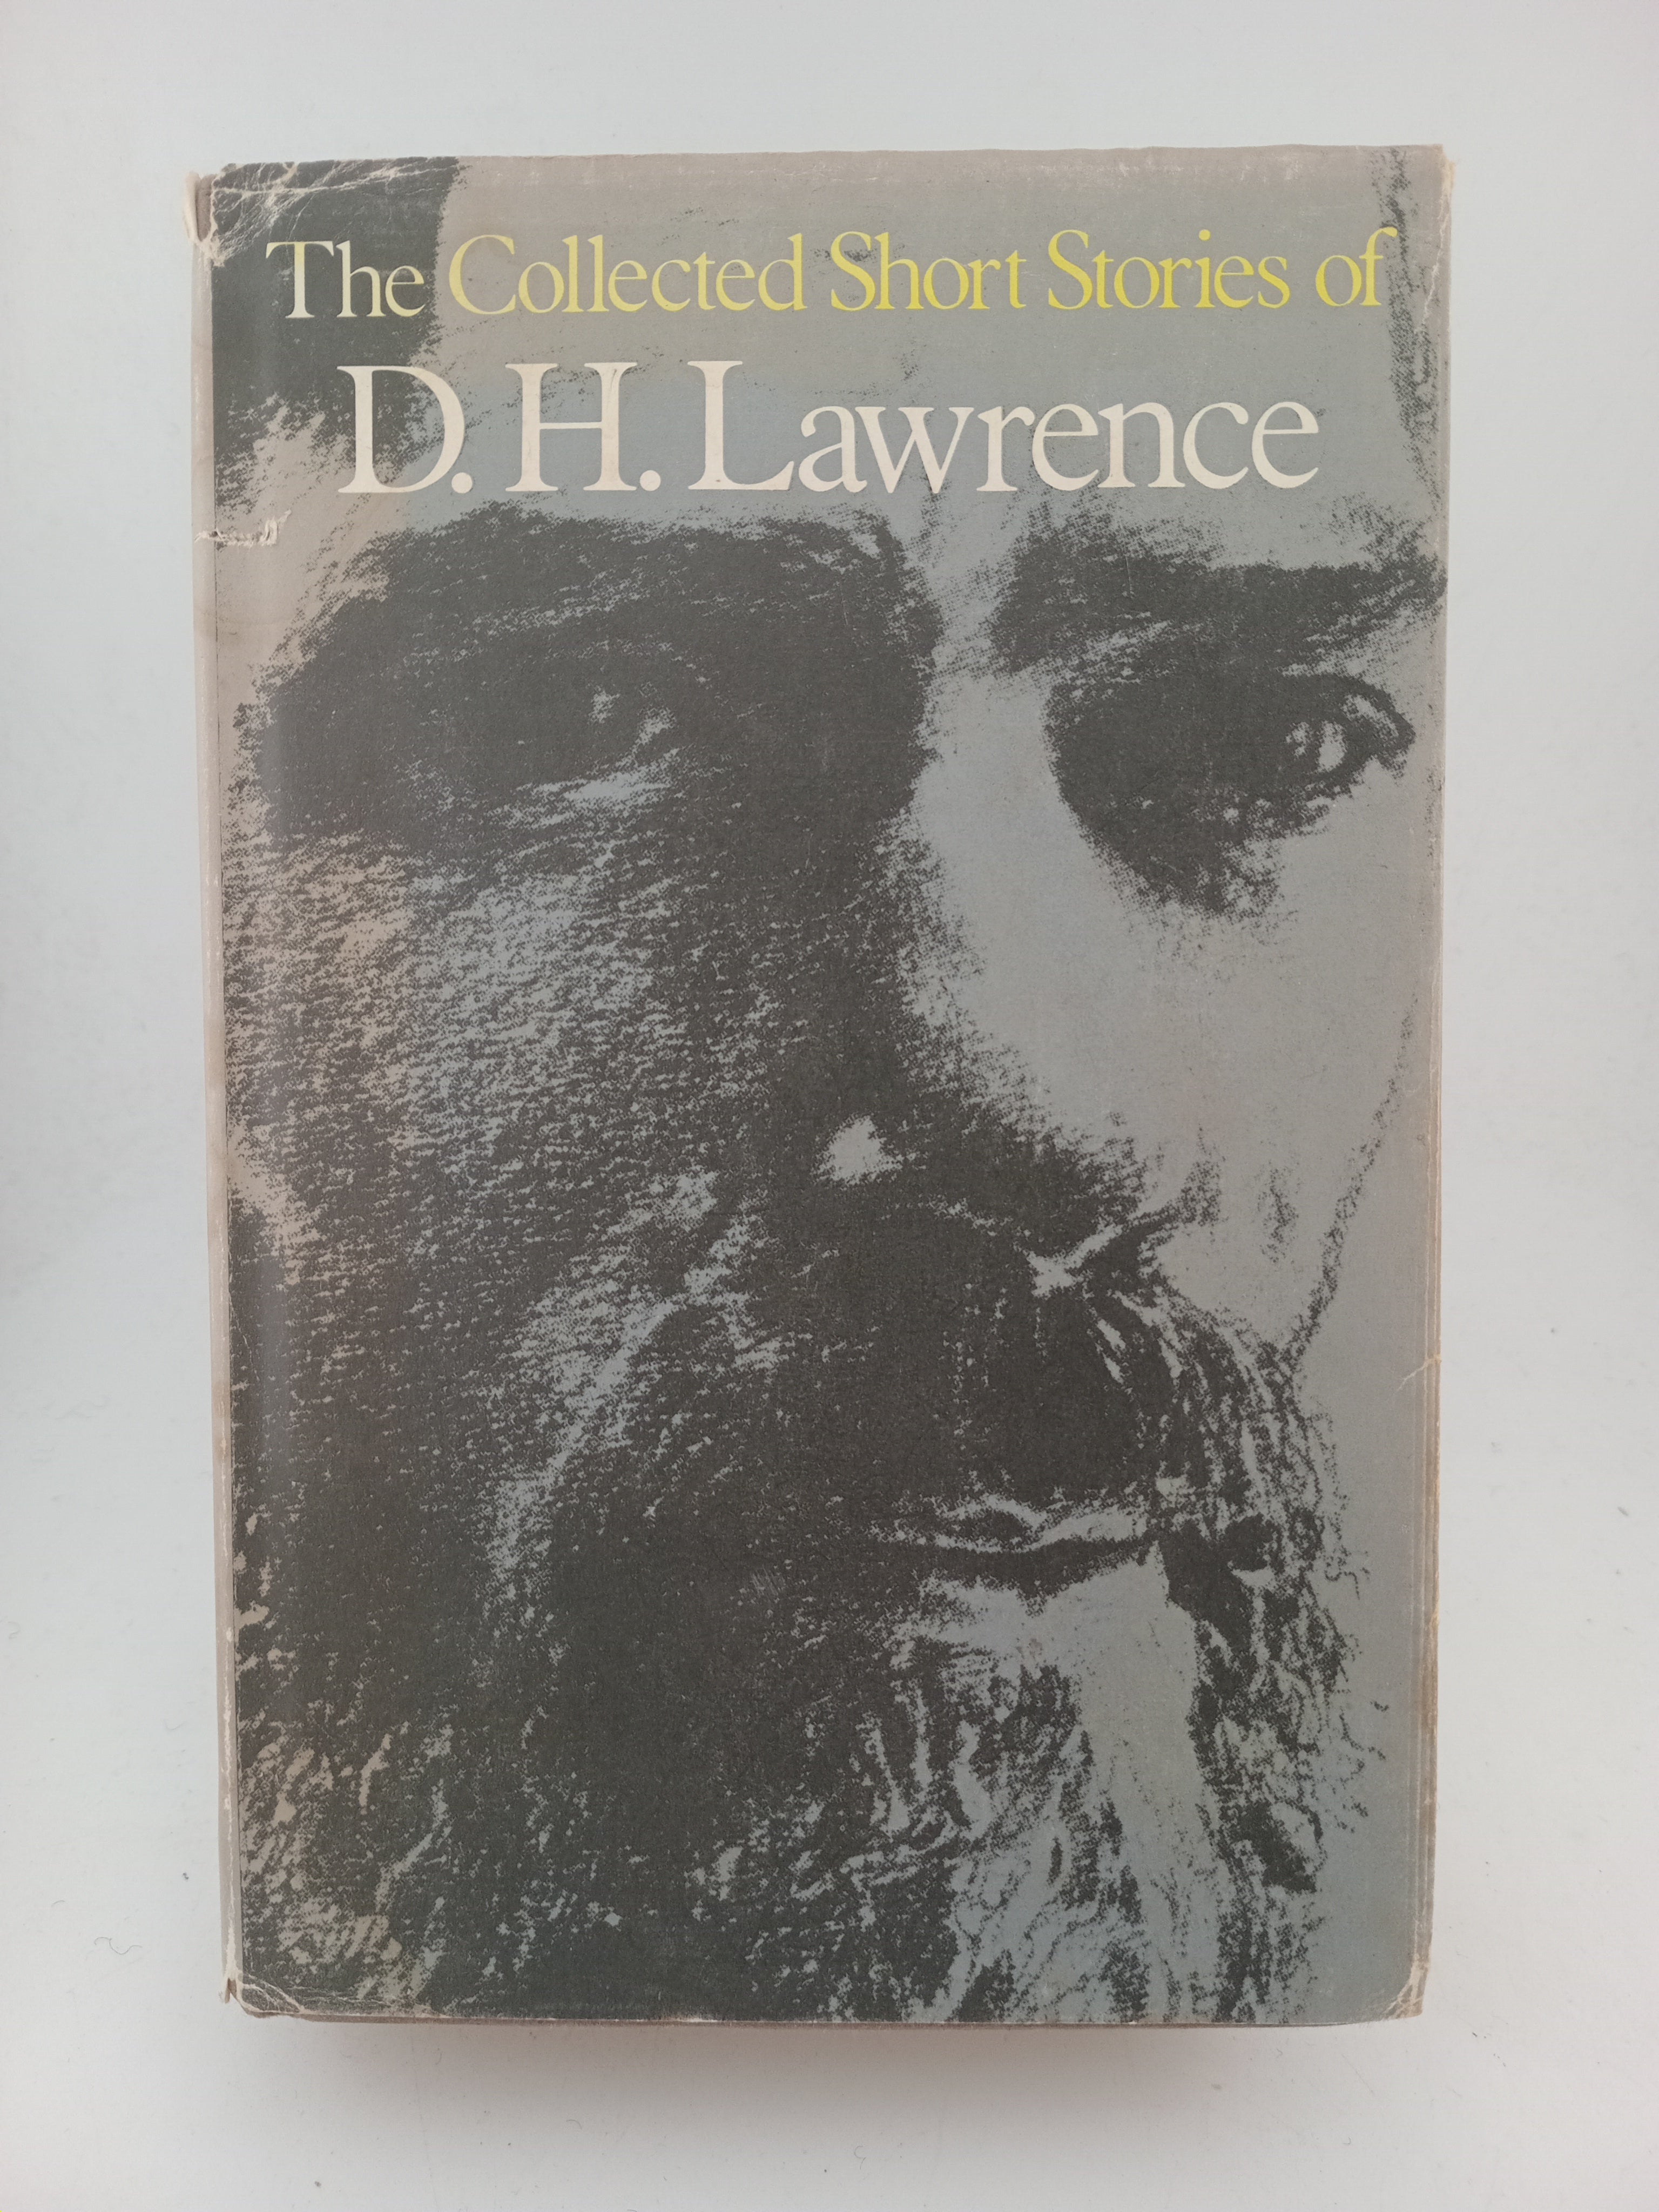 The Collected Short Stories of
D. H. Lawrence